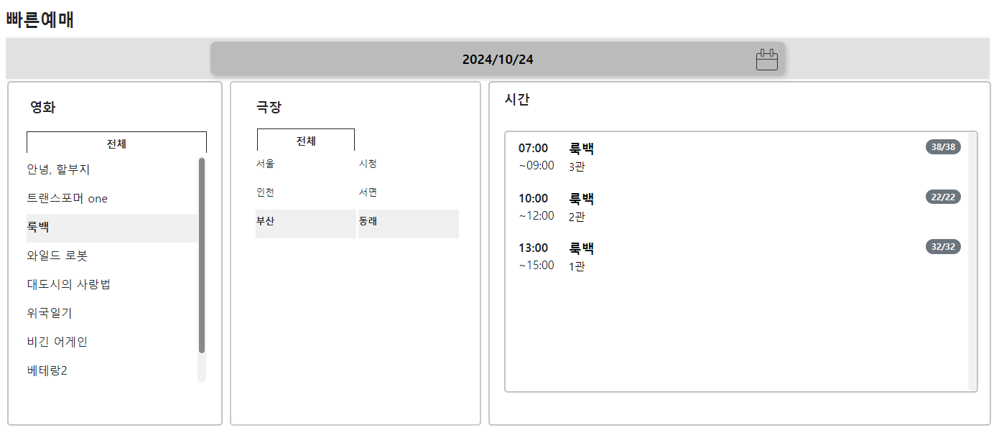 빠른예매
2024/10/24
영화
전체
안녕, 할부지
트랜스포머 one
룩백
와일드 로봇
대도시의 사랑법
위국일기
비긴 어게인
베테랑2
극장
전체
서울 시청
인천 서면
부산 동래
시간
07:00 룩백 38/38
~09:00 3관
10:00 룩백 22/22
~12:00 2관
13:00 룩백 32/32
~15:00 1관